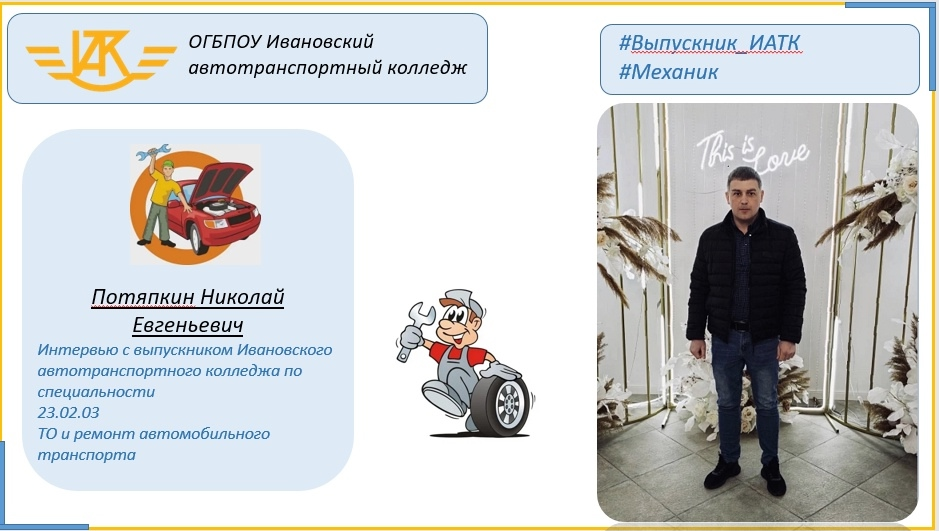 ИАТК
ОГБПОУ Ивановский
автотранспортный колледж
#Выпускник_ИАТК
#Механик
This is
Love
Потяпкин Николай
Евгеньевич
Интервью с выпускником Ивановского
автотранспортного колледжа по
специальности
23.02.03
ТО и ремонт автомобильного
транспорта